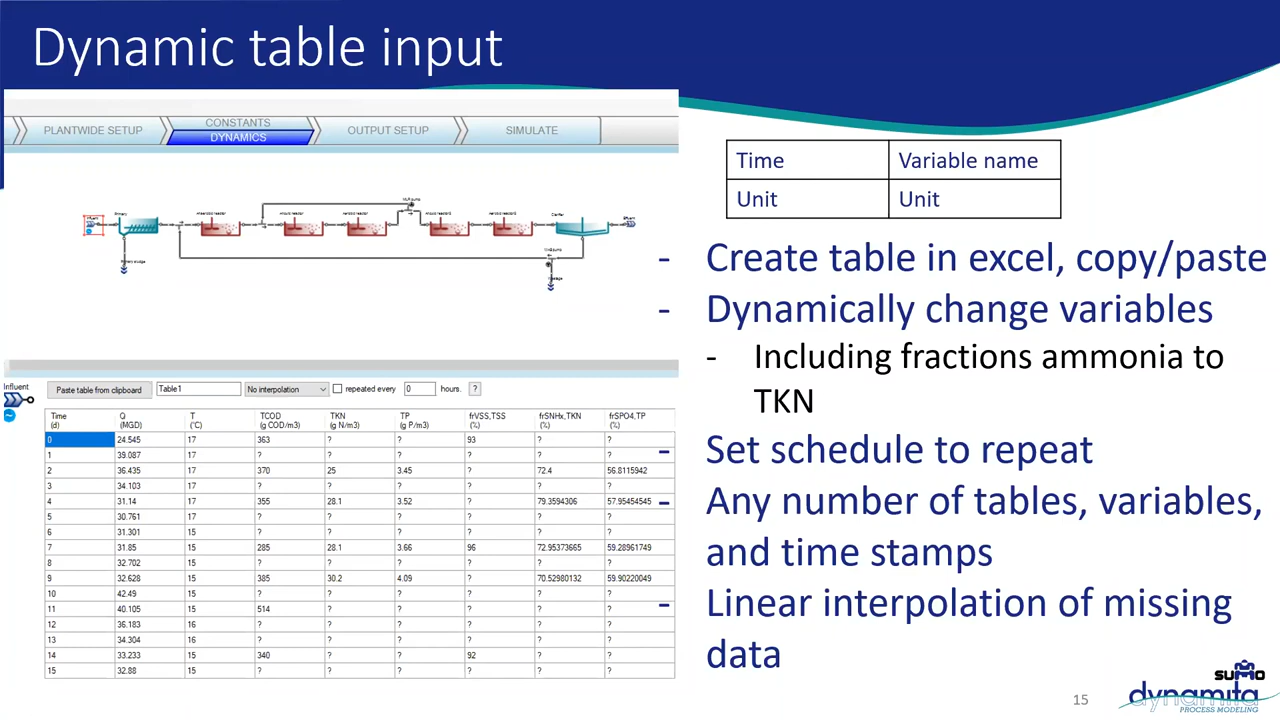 Dynamic table input
PLANTWIDE SETUP
CONSTANTS
DYNAMICS
OUTPUT SETUP
SIMULATE
Time Variable name
Unit Unit
- Create table in excel, copy/paste
- Dynamically change variables
- Including fractions ammonia to
TKN
- Set schedule to repeat
- Any number of tables, variables,
and time stamps
- Linear interpolation of missing
data
Influent
Paste table from clipboard Table1 No interpolation repeated every 0 hours. ?
Time Q T TCOD TKN TP frVSS,TSS frSNHx,TKN frSPO4,TP
(d) (MGD) (°C) (g COD/m3) (g N/m3) (g P/m3) (%) (%) (%)
0 24.545 17 363 ? ? 93 ? ?
1 39.087 17 ? ? ? ? ? ?
2 36.435 17 370 25 3.45 ? 72.4 56.8115942
3 34.103 17 ? ? ? ? ? ?
4 31.14 17 355 28.1 3.52 ? 79.3594306 57.95454545
5 30.761 17 ? ? ? ? ? ?
6 31.301 15 ? ? ? ? ? ?
7 31.85 15 285 28.1 3.66 96 72.95373665 59.28961749
8 32.702 15 ? ? ? ? ? ?
9 32.628 15 385 30.2 4.09 ? 70.52980132 59.90220049
10 42.49 15 ? ? ? ? ? ?
11 40.105 15 514 ? ? ? ? ?
12 36.183 16 ? ? ? ? ? ?
13 34.304 16 ? ? ? ? ? ?
14 33.233 15 340 ? ? 92 ? ?
15 32.88 15 ? ? ? ? ? ?
15
sumo
dynamita
PROCESS MODELING